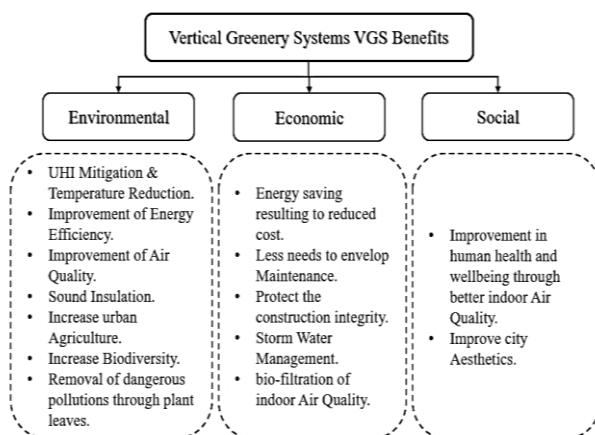 Vertical Greenery Systems VGS Benefits
Environmental
Economic
Social
• UHI Mitigation &
Temperature Reduction.
• Improvement of Energy
Efficiency.
• Improvement of Air
Quality.
• Sound Insulation.
• Increase urban
Agriculture.
• Increase Biodiversity.
• Removal of dangerous
pollutions through plant
leaves.
• Energy saving
resulting to reduced
cost.
• Less needs to envelop
Maintenance.
• Protect the
construction integrity.
• Storm Water
Management.
• bio-filtration of
indoor Air Quality.
• Improvement in
human health and
wellbeing through
better indoor Air
Quality.
• Improve city
Aesthetics.